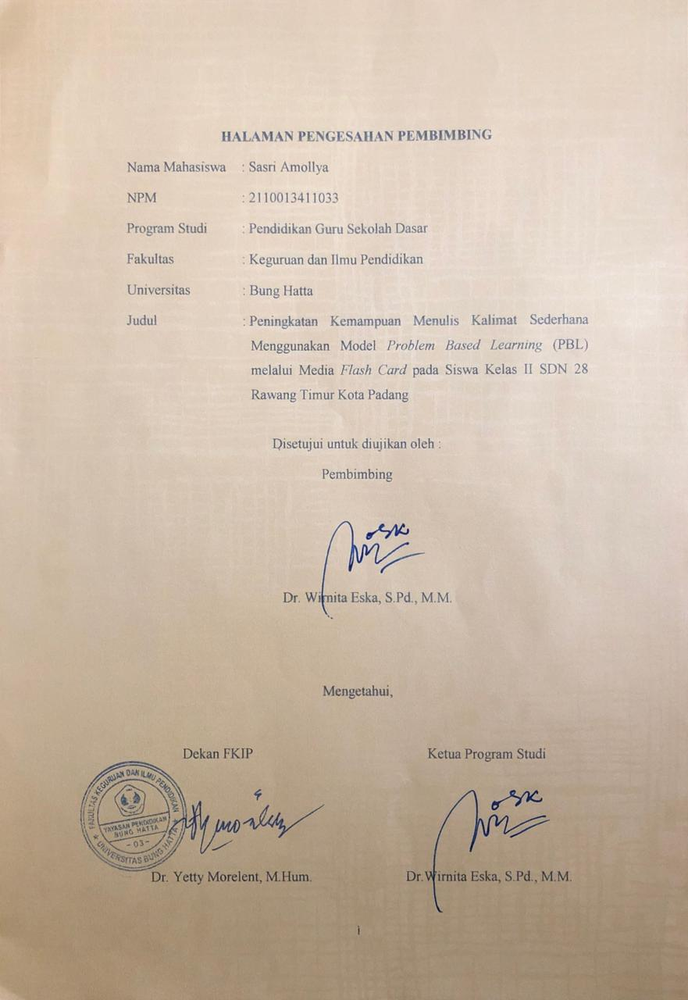 HALAMAN PENGESAHAN PEMBIMBING
Nama Mahasiswa : Sasri Amollya
NPM : 2110013411033
Program Studi : Pendidikan Guru Sekolah Dasar
Fakultas : Keguruan dan Ilmu Pendidikan
Universitas : Bung Hatta
Judul : Peningkatan Kemampuan Menulis Kalimat Sederhana
Menggunakan Model Problem Based Learning (PBL)
melalui Media Flash Card pada Siswa Kelas II SDN 28
Rawang Timur Kota Padang
Disetujui untuk diujikan oleh :
Pembimbing
Dr. Wirnita Eska, S.Pd., M.M.
Mengetahui,
Dekan FKIP Ketua Program Studi
FAKULTAS KEGURUAN DAN ILMU PENDIDIKAN
YAYASAN PENDIDIKAN
BUNG HATTA
- 03 -
UNIVERSITAS BUNG HATTA
Dr. Yetty Morelent, M.Hum. Dr.Wirnita Eska, S.Pd., M.M.
i